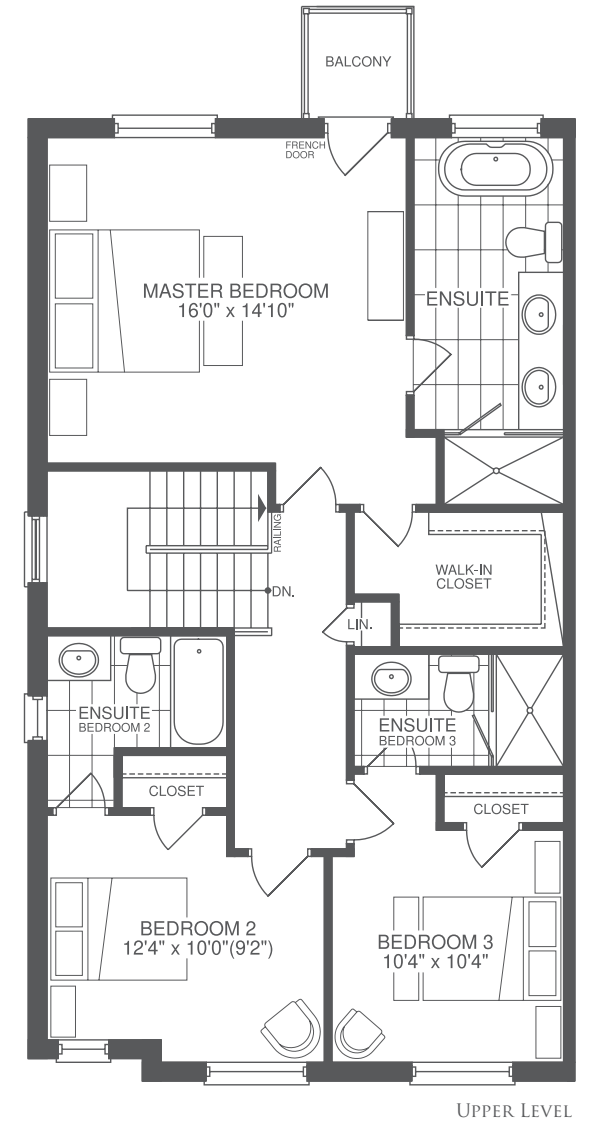 BALCONY
FRENCH
DOOR
MASTER BEDROOM
16'0" x 14'10"
ENSUITE
RAILING
DN.
WALK-IN
CLOSET
LIN.
ENSUITE
BEDROOM 2
ENSUITE
BEDROOM 3
CLOSET
CLOSET
BEDROOM 2
12'4" x 10'0"(9'2")
BEDROOM 3
10'4" x 10'4"
UPPER LEVEL